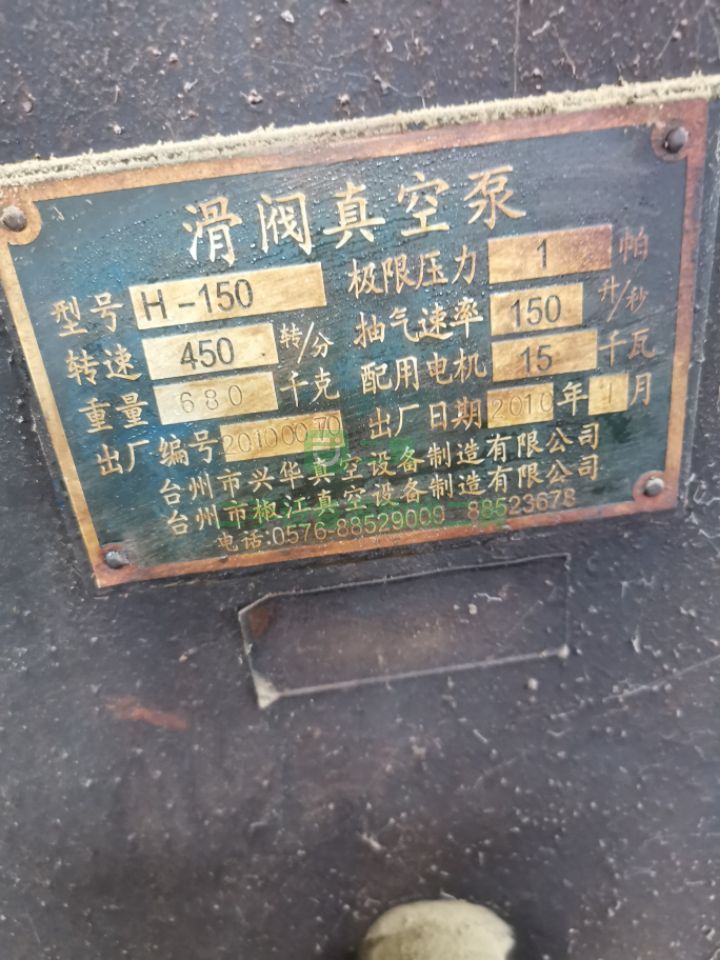 滑阀真空泵
型号 H-150 极限压力 1 帕
转速 450 转/分 抽气速率 150 升/秒
重量 680 千克 配用电机 15 千瓦
出厂编号 20100070 出厂日期 2010 年 1 月
台州市兴华真空设备制造有限公司
台州市椒江真空设备制造有限公司
电话:0576-88529009 88523678